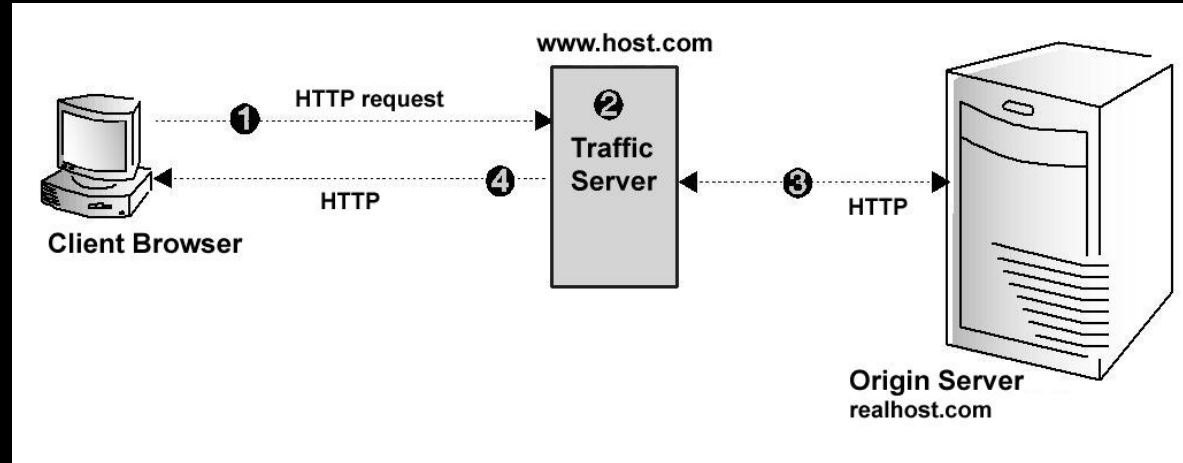 www.host.com
1
HTTP request
2
Traffic
Server
4
HTTP
3
HTTP
Client Browser
Origin Server
realhost.com